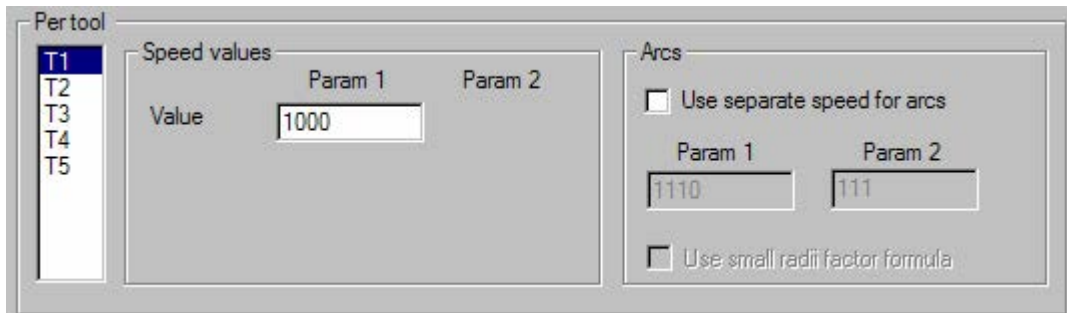 Per tool
T1
T2
T3
T4
T5
Speed values
Param 1 Param 2
Value 1000
Arcs
Use separate speed for arcs
Param 1 Param 2
1110 111
Use small radii factor formula